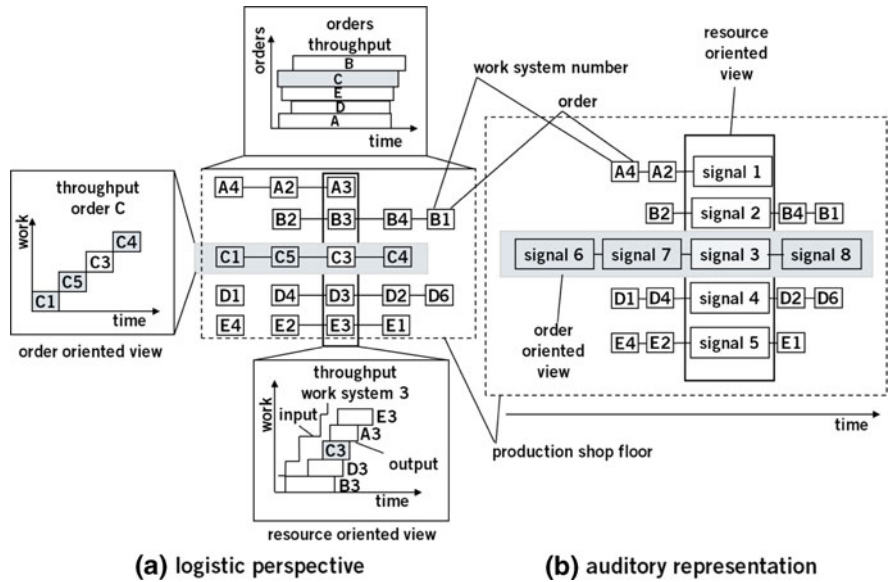 orders
throughput
orders
B
C
E
D
A
time
work system number
order
resource
oriented
view
throughput
order C
work
C4
C3
C5
C1
time
order oriented view
A4 A2 A3
B2 B3 B4 B1
C1 C5 C3 C4
D1 D4 D3 D2 D6
E4 E2 E3 E1
A4 A2 signal 1
B2 signal 2 B4 B1
signal 6 signal 7 signal 3 signal 8
D1 D4 signal 4 D2 D6
E4 E2 signal 5 E1
order
oriented
view
time
production shop floor
throughput
work system 3
work
input
E3
A3
C3
output
D3
B3
time
resource oriented view
(a) logistic perspective
(b) auditory representation